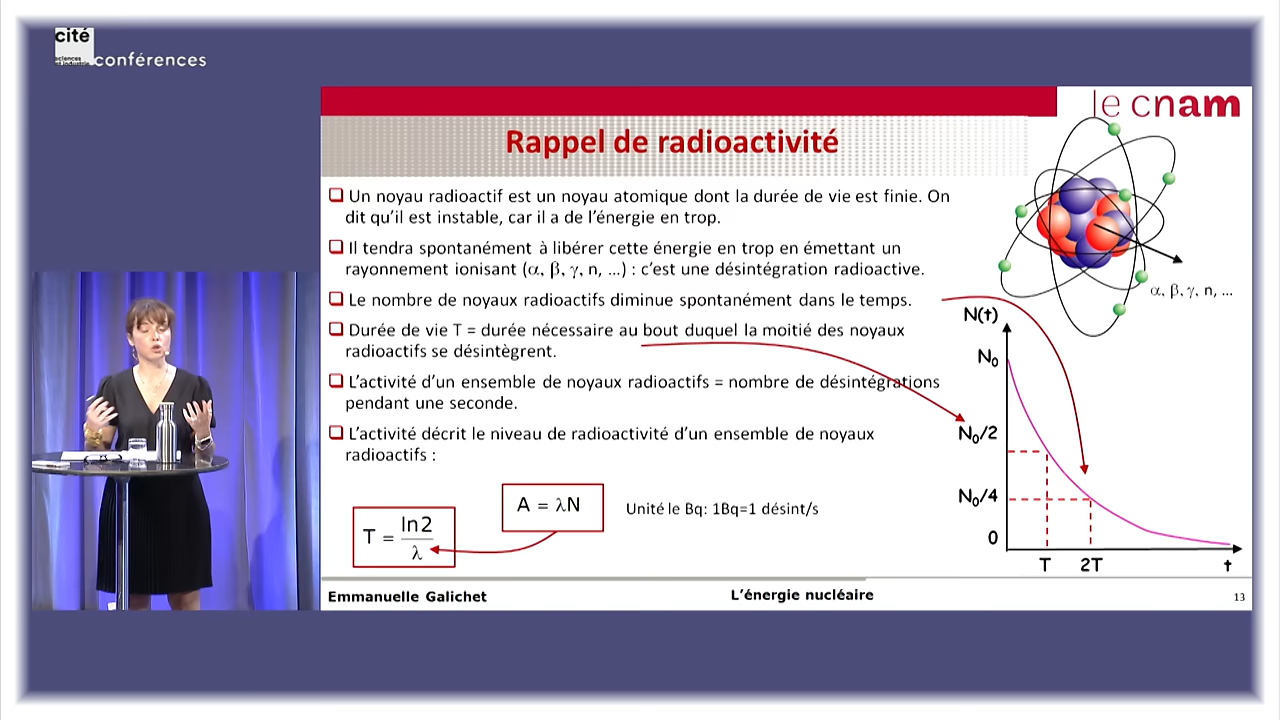 cité
sciences
et industrie
conférences
le cnam
Rappel de radioactivité
❑ Un noyau radioactif est un noyau atomique dont la durée de vie est finie. On
dit qu'il est instable, car il a de l'énergie en trop.
❑ Il tendra spontanément à libérer cette énergie en trop en émettant un
rayonnement ionisant (α, β, γ, n, …) : c'est une désintégration radioactive.
❑ Le nombre de noyaux radioactifs diminue spontanément dans le temps.
❑ Durée de vie T = durée nécessaire au bout duquel la moitié des noyaux
radioactifs se désintègrent.
❑ L'activité d'un ensemble de noyaux radioactifs = nombre de désintégrations
pendant une seconde.
❑ L'activité décrit le niveau de radioactivité d'un ensemble de noyaux
radioactifs :
T = ln2/λ
A = λN
Unité le Bq: 1Bq=1 désint/s
α, β, γ, n, …
N(t)
N₀
N₀/2
N₀/4
0
T 2T t
Emmanuelle Galichet
L'énergie nucléaire
13